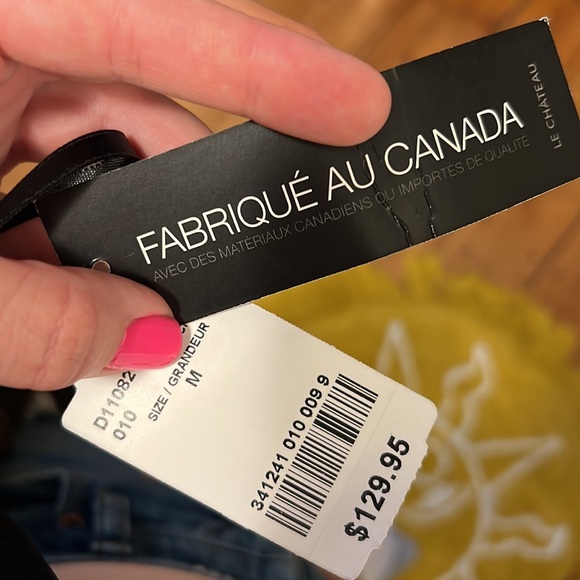 FABRIQUÉ AU CANADA
AVEC DES MATÉRIAUX CANADIENS OU IMPORTES DE QUALITÉ
LE CHÂTEAU
D11082
010
SIZE / GRANDEUR
M
341241 010 009 9
$129.95